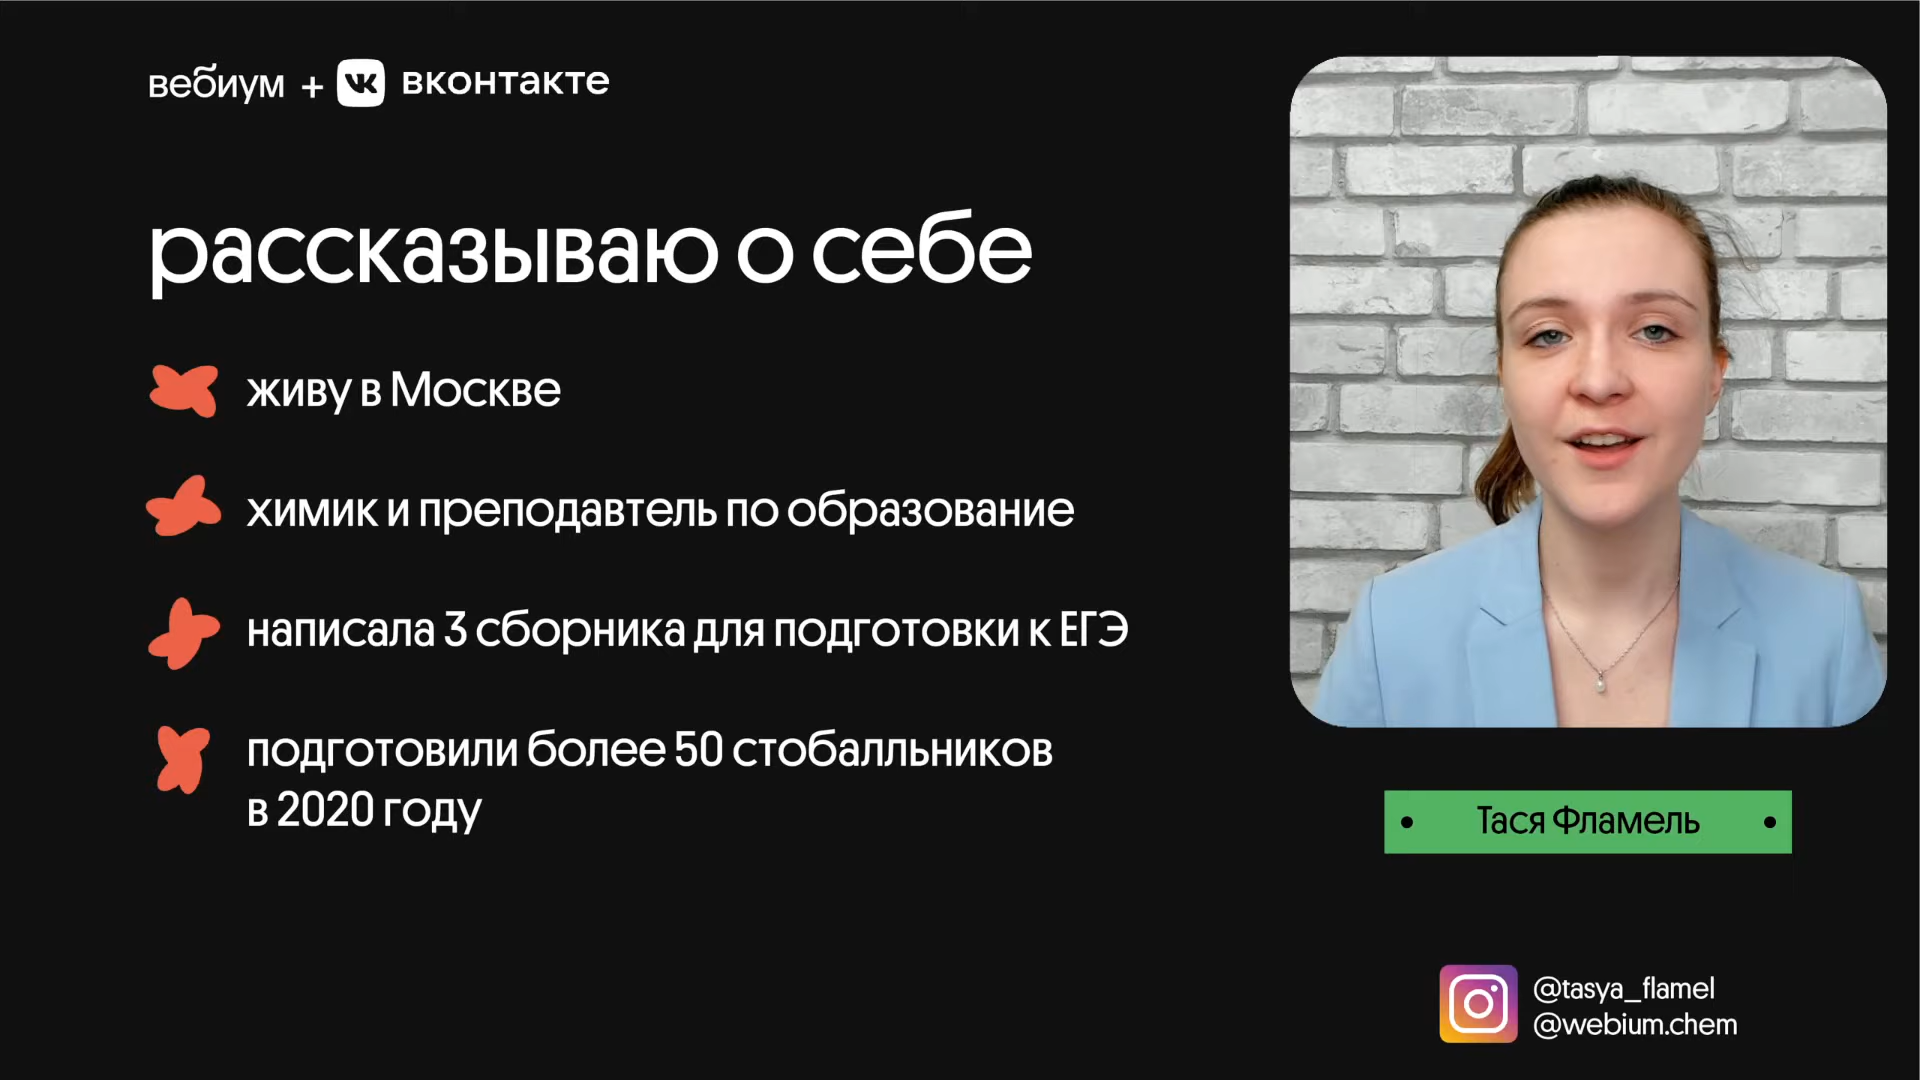 вебиум + вконтакте
рассказываю о себе
живу в Москве
химик и преподавтель по образование
написала 3 сборника для подготовки к ЕГЭ
подготовили более 50 стобалльников
в 2020 году
• Тася Фламель •
@tasya_flamel
@webium.chem